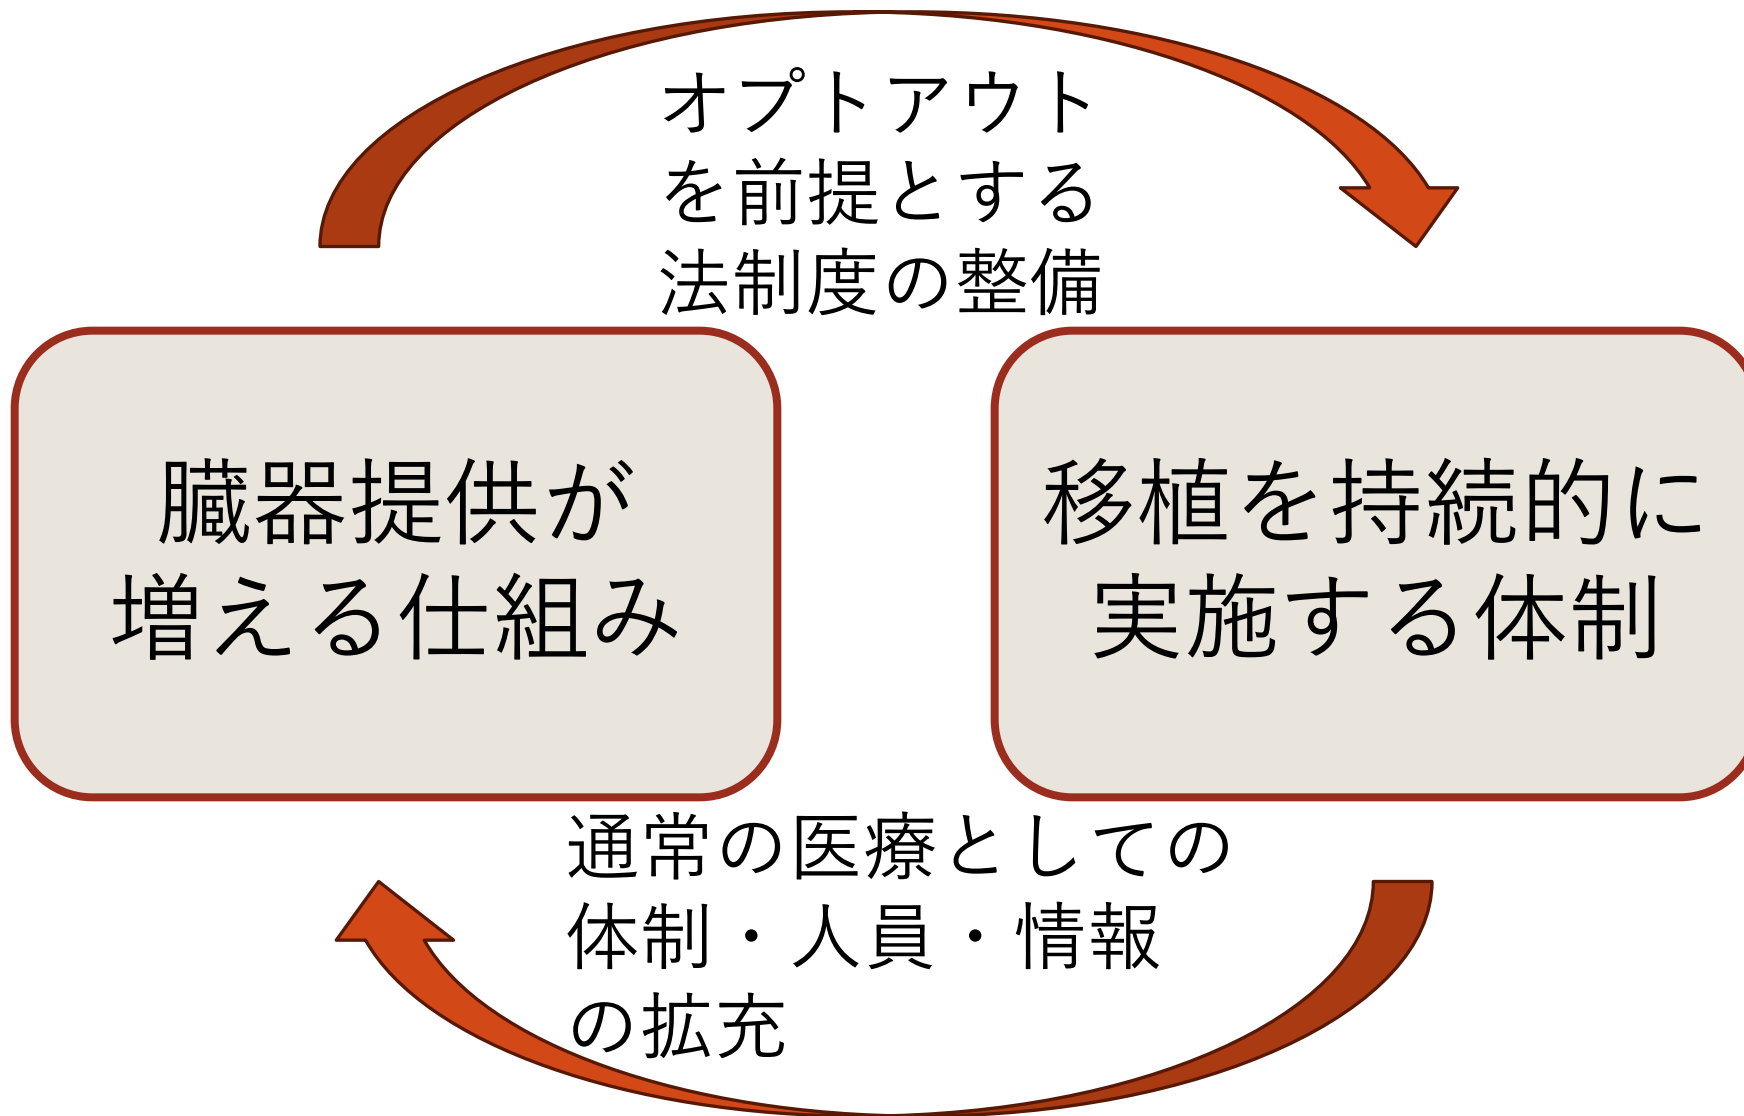 オプトアウト
を前提とする
法制度の整備
臓器提供が
増える仕組み
移植を持続的に
実施する体制
通常の医療としての
体制・人員・情報
の拡充